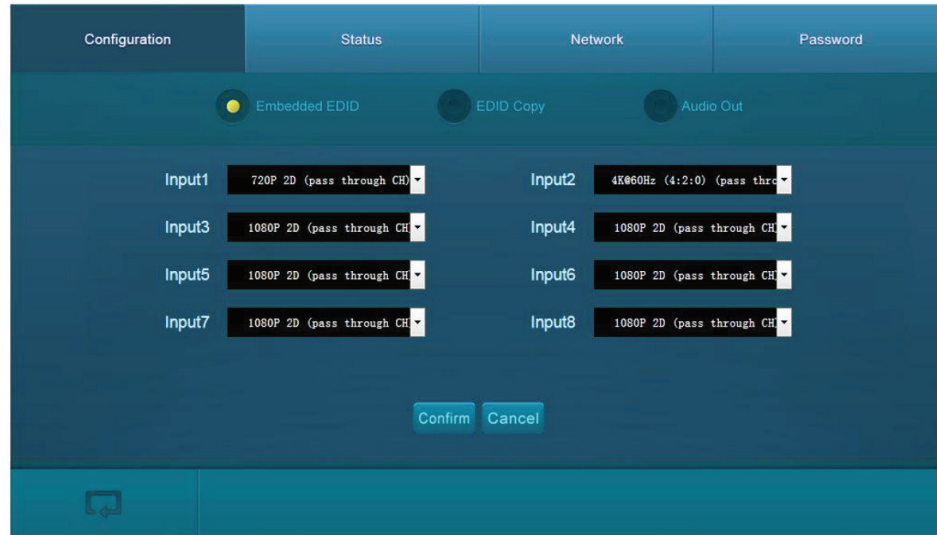 Configuration Status Network Password
Embedded EDID EDID Copy Audio Out
Input1 720P 2D (pass through CH) Input2 4K@60Hz (4:2:0) (pass thro
Input3 1080P 2D (pass through CH Input4 1080P 2D (pass through CH
Input5 1080P 2D (pass through CH Input6 1080P 2D (pass through CH
Input7 1080P 2D (pass through CH Input8 1080P 2D (pass through CH
Confirm Cancel